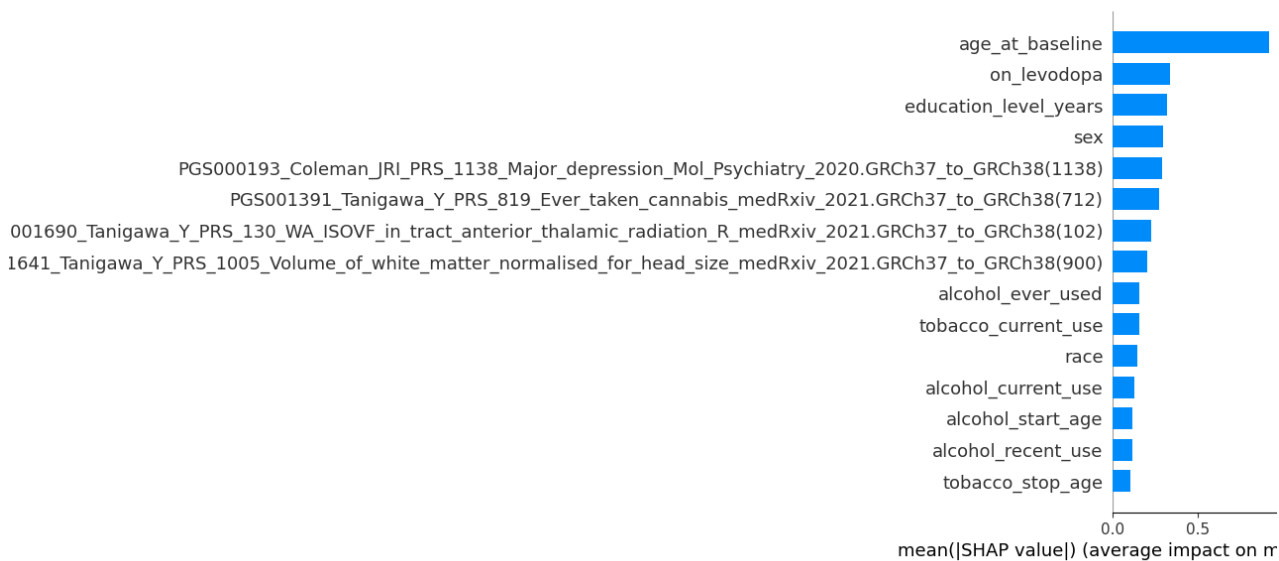 age_at_baseline
on_levodopa
education_level_years
sex
PGS000193_Coleman_JRI_PRS_1138_Major_depression_Mol_Psychiatry_2020.GRCh37_to_GRCh38(1138)
PGS001391_Tanigawa_Y_PRS_819_Ever_taken_cannabis_medRxiv_2021.GRCh37_to_GRCh38(712)
001690_Tanigawa_Y_PRS_130_WA_ISOVF_in_tract_anterior_thalamic_radiation_R_medRxiv_2021.GRCh37_to_GRCh38(102)
1641_Tanigawa_Y_PRS_1005_Volume_of_white_matter_normalised_for_head_size_medRxiv_2021.GRCh37_to_GRCh38(900)
alcohol_ever_used
tobacco_current_use
race
alcohol_current_use
alcohol_start_age
alcohol_recent_use
tobacco_stop_age
0.0 0.5
mean(|SHAP value|) (average impact on m